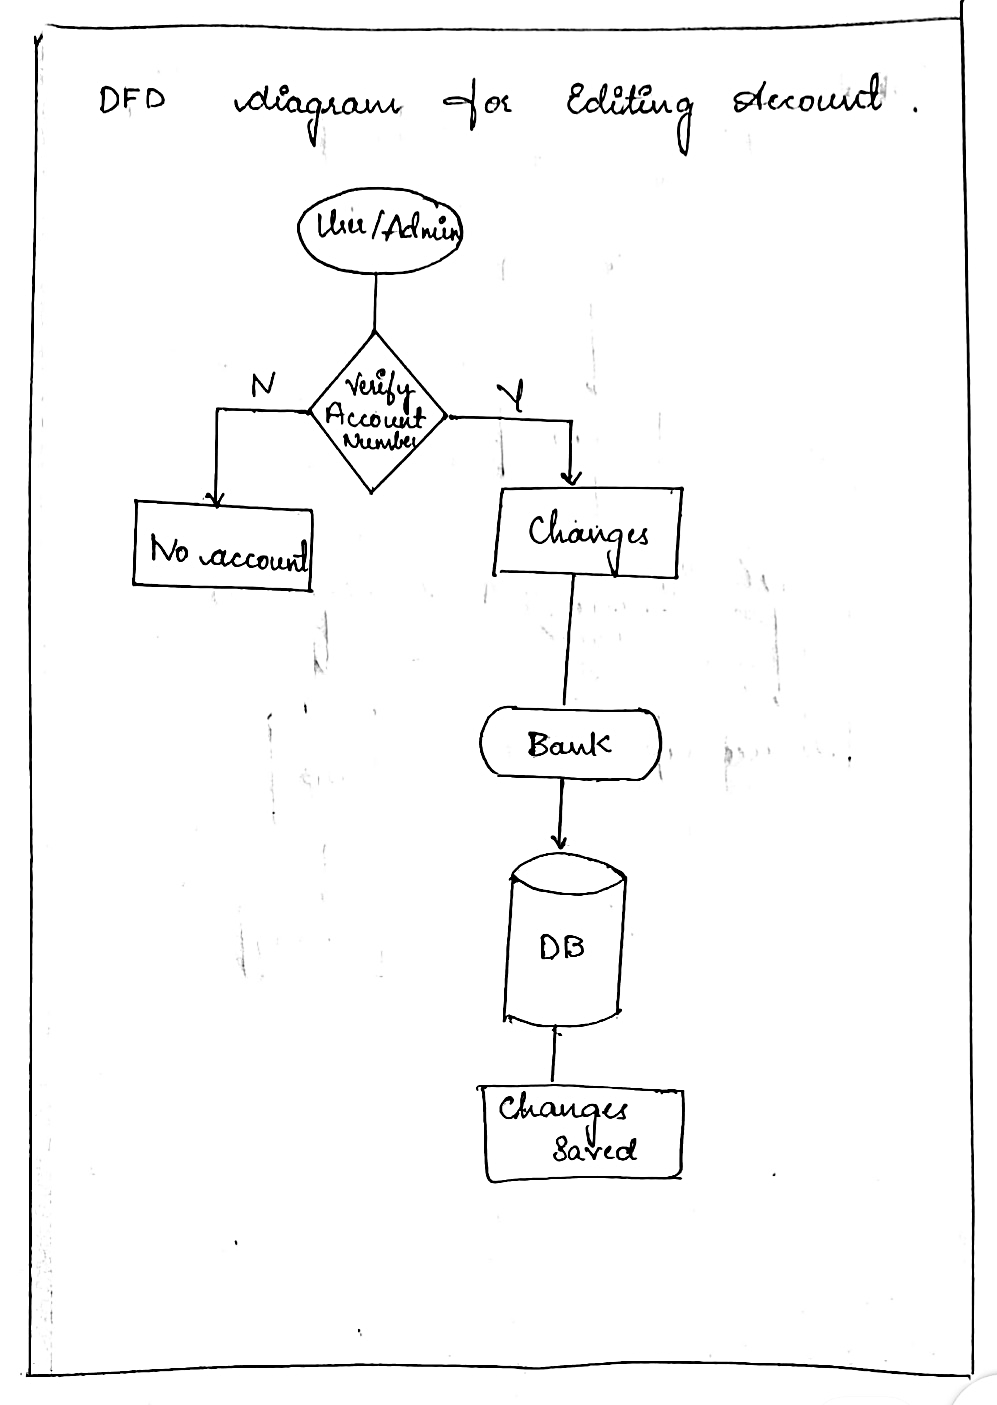 DFD diagram for Editing Account.
User/Admin
N
Verify
Account
Number
Y
No account
Changes
Bank
DB
Changes
Saved